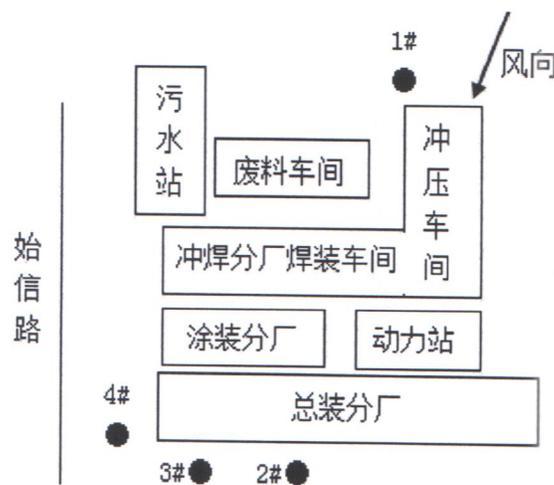 1#
风向
污水站
废料车间
冲压车间
冲焊分厂焊装车间
始信路
涂装分厂
动力站
总装分厂
4#
3#
2#